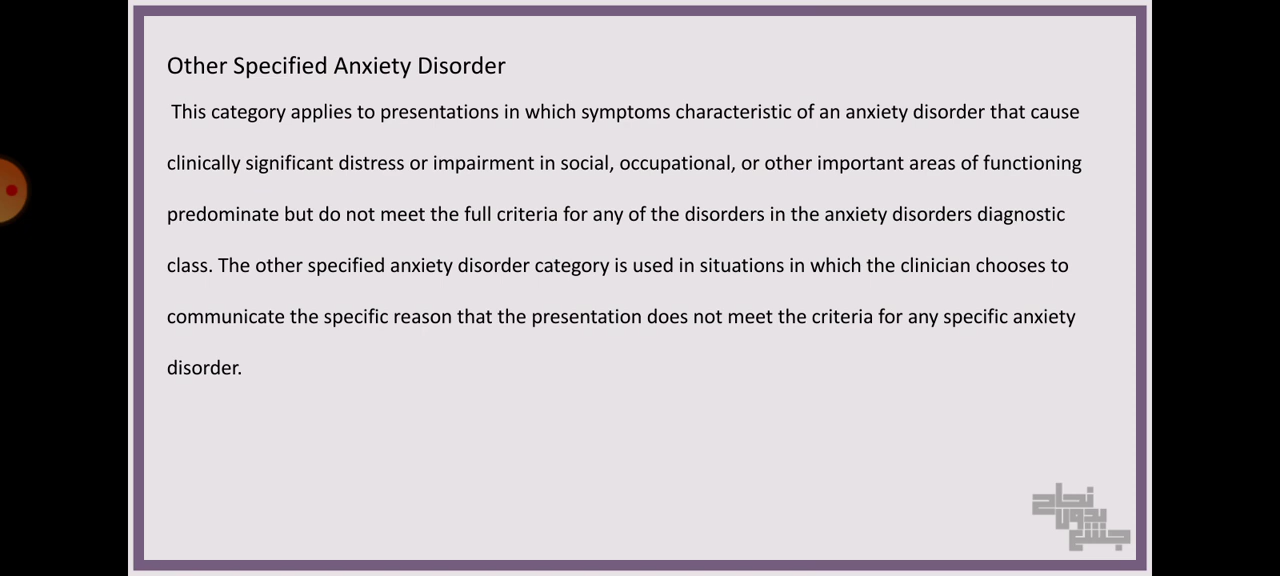 Other Specified Anxiety Disorder
This category applies to presentations in which symptoms characteristic of an anxiety disorder that cause
clinically significant distress or impairment in social, occupational, or other important areas of functioning
predominate but do not meet the full criteria for any of the disorders in the anxiety disorders diagnostic
class. The other specified anxiety disorder category is used in situations in which the clinician chooses to
communicate the specific reason that the presentation does not meet the criteria for any specific anxiety
disorder.
نجاح
بدون
جشع